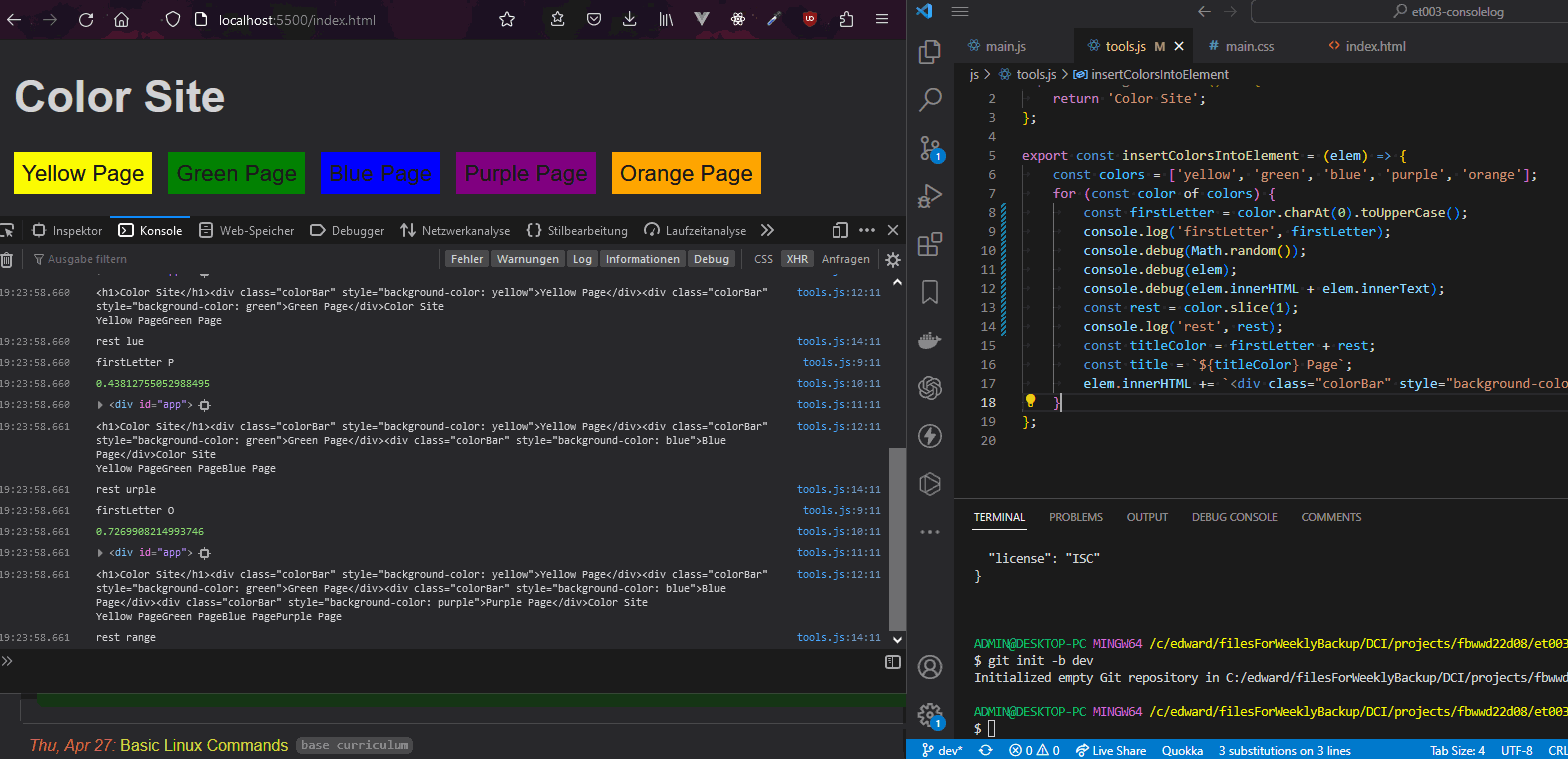 localhost:5500/index.html
Color Site
Yellow Page
Green Page
Blue Page
Purple Page
Orange Page
Inspektor
Konsole
Web-Speicher
Debugger
Netzwerkanalyse
Stilbearbeitung
Laufzeitanalyse
Ausgabe filtern
Fehler
Warnungen
Log
Informationen
Debug
CSS
XHR
Anfragen
19:23:58.660 <h1>Color Site</h1><div class="colorBar" style="background-color: yellow">Yellow Page</div><div class="colorBar" tools.js:12:11
style="background-color: green">Green Page</div>Color Site
Yellow PageGreen Page
19:23:58.660 rest lue tools.js:14:11
19:23:58.660 firstLetter P tools.js:9:11
19:23:58.660 0.43812755052988495 tools.js:10:11
19:23:58.660 <div id="app"> tools.js:11:11
19:23:58.660 <h1>Color Site</h1><div class="colorBar" style="background-color: yellow">Yellow Page</div><div class="colorBar" tools.js:12:11
style="background-color: green">Green Page</div><div class="colorBar" style="background-color: blue">Blue
Page</div>Color Site
Yellow PageGreen PageBlue Page
19:23:58.661 rest urple tools.js:14:11
19:23:58.661 firstLetter O tools.js:9:11
19:23:58.661 0.7269908214993746 tools.js:10:11
19:23:58.661 <div id="app"> tools.js:11:11
19:23:58.661 <h1>Color Site</h1><div class="colorBar" style="background-color: yellow">Yellow Page</div><div class="colorBar" tools.js:12:11
style="background-color: green">Green Page</div><div class="colorBar" style="background-color: blue">Blue
Page</div><div class="colorBar" style="background-color: purple">Purple Page</div>Color Site
Yellow PageGreen PageBlue PagePurple Page
19:23:58.661 rest range tools.js:14:11
Thu, Apr 27: Basic Linux Commands base curriculum
et003-consolelog
main.js
tools.js M
# main.css
<> index.html
js > tools.js > insertColorsIntoElement
2 return 'Color Site';
3 };
4
5 export const insertColorsIntoElement = (elem) => {
6 const colors = ['yellow', 'green', 'blue', 'purple', 'orange'];
7 for (const color of colors) {
8 const firstLetter = color.charAt(0).toUpperCase();
9 console.log('firstLetter', firstLetter);
10 console.debug(Math.random());
11 console.debug(elem);
12 console.debug(elem.innerHTML + elem.innerText);
13 const rest = color.slice(1);
14 console.log('rest', rest);
15 const titleColor = firstLetter + rest;
16 const title = `${titleColor} Page`;
17 elem.innerHTML += `<div class="colorBar" style="background-colo
18 }
19 };
20
TERMINAL
PROBLEMS
OUTPUT
DEBUG CONSOLE
COMMENTS
"license": "ISC"
}
ADMIN@DESKTOP-PC MINGW64 /c/edward/filesForWeeklyBackup/DCI/projects/fbwwd22d08/et003
$ git init -b dev
Initialized empty Git repository in C:/edward/filesForWeeklyBackup/DCI/projects/fbwwd
ADMIN@DESKTOP-PC MINGW64 /c/edward/filesForWeeklyBackup/DCI/projects/fbwwd22d08/et003
$
dev* 0 0 Live Share Quokka 3 substitutions on 3 lines Tab Size: 4 UTF-8 CRL